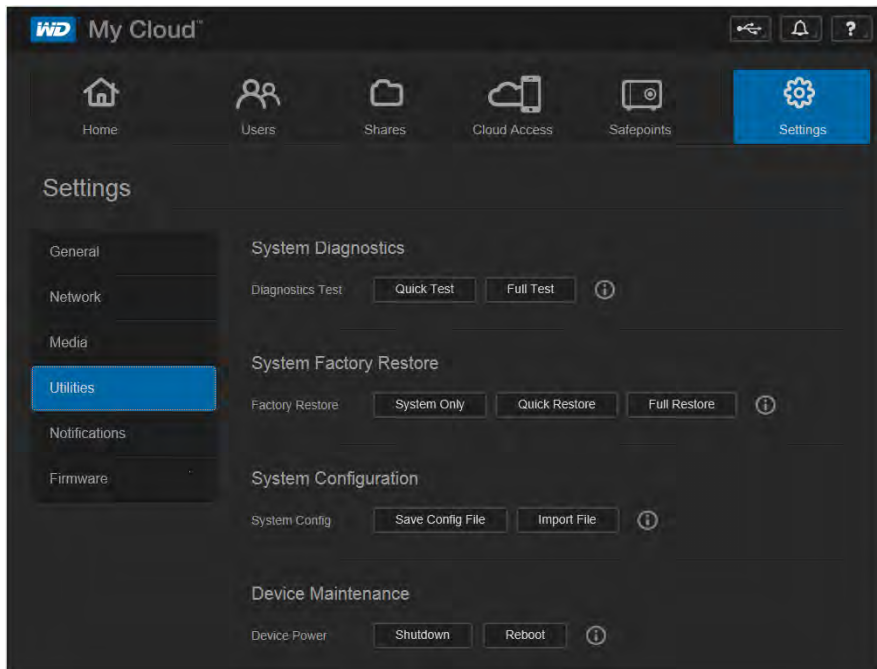 WD My Cloud™
?
Home Users Shares Cloud Access Safepoints Settings
Settings
General
Network
Media
Utilities
Notifications
Firmware
System Diagnostics
Diagnostics Test Quick Test Full Test
System Factory Restore
Factory Restore System Only Quick Restore Full Restore
System Configuration
System Config Save Config File Import File
Device Maintenance
Device Power Shutdown Reboot